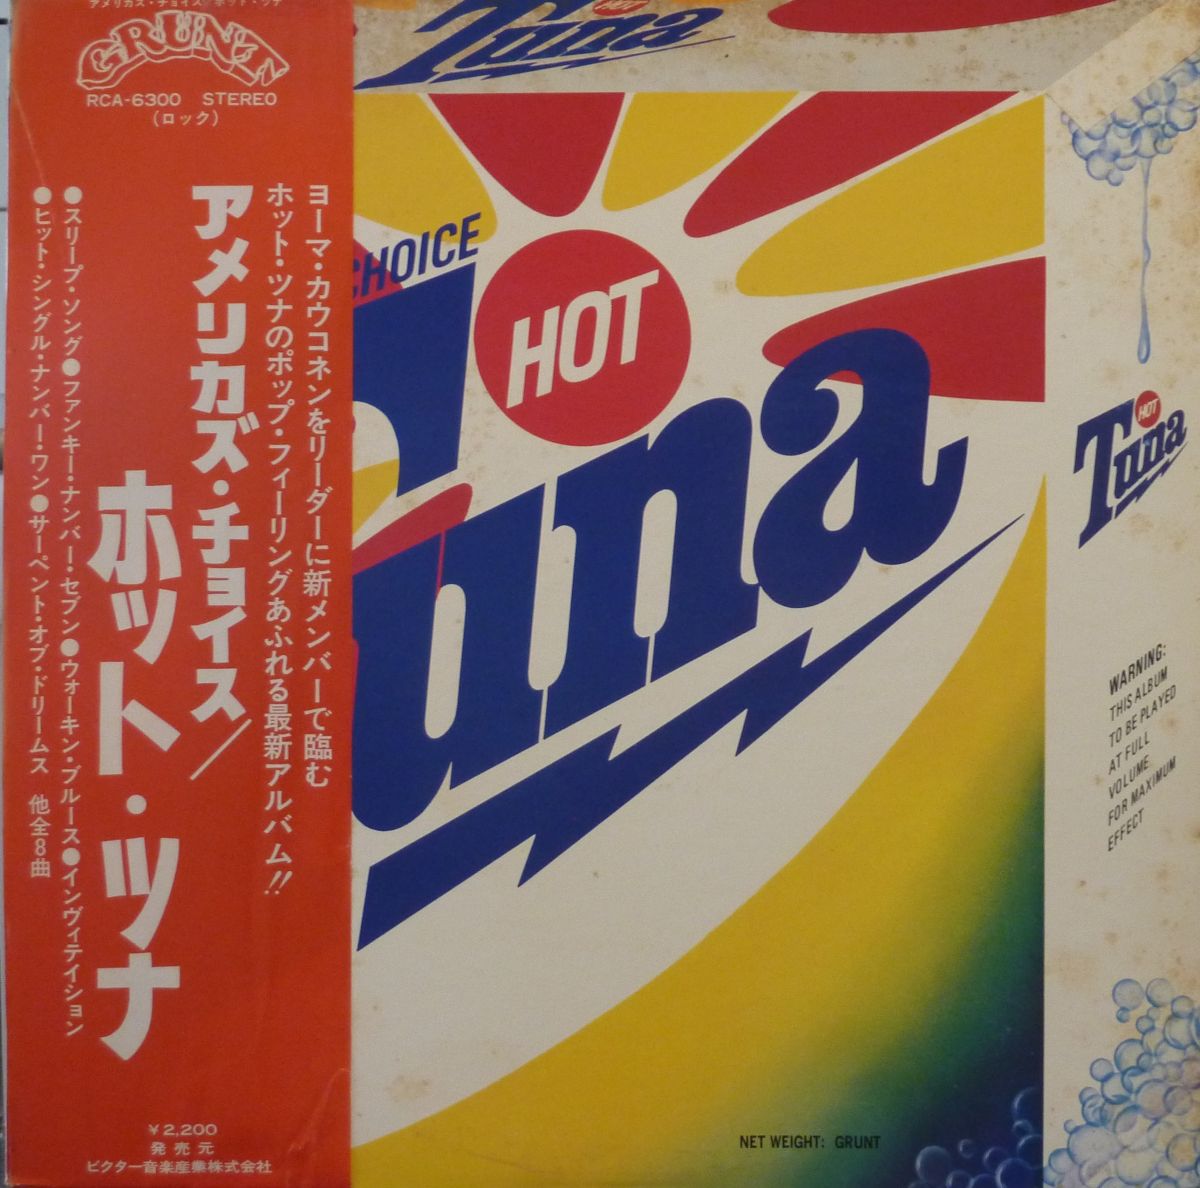 アメリカズ・チョイス/ホット・ツナ
GRUNT
RCA-6300 STEREO
(ロック)
ヨーマ・カウコネンをリーダーに新メンバーで臨む
ホット・ツナのポップ・フィーリングあふれる最新アルバム!!
アメリカズ・チョイス/
ホット・ツナ
●スリープ・ソング●ファンキー・ナンバー・セブン●ウォーキン・ブルース●インヴィテイション
●ヒット・シングル・ナンバー・ワン●サーペント・オブ・ドリームス 他全8曲
¥2,200
発売元
ビクター音楽産業株式会社
HOT
Tuna
CHOICE
HOT
una
NET WEIGHT: GRUNT
HOT
Tuna
WARNING:
THIS ALBUM
TO BE PLAYED
AT FULL
VOLUME
FOR MAXIMUM
EFFECT